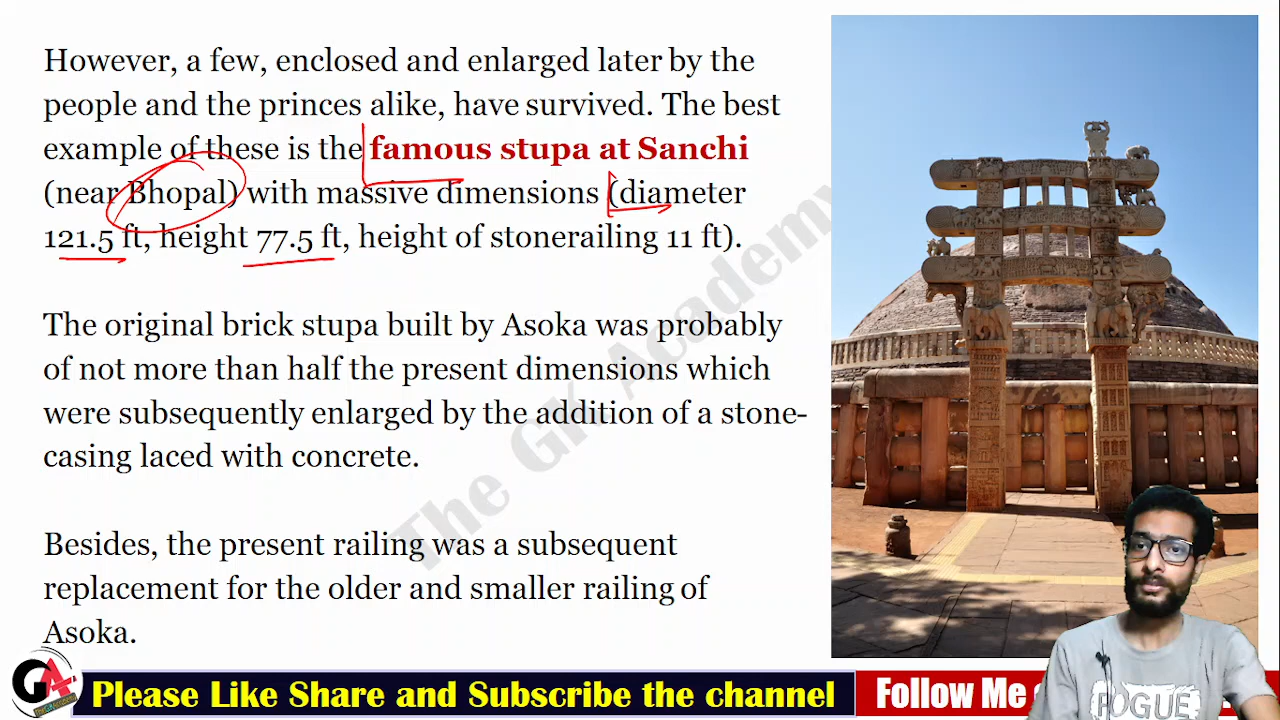 However, a few, enclosed and enlarged later by the
people and the princes alike, have survived. The best
example of these is the famous stupa at Sanchi
(near Bhopal) with massive dimensions (diameter
121.5 ft, height 77.5 ft, height of stonerailing 11 ft).
The original brick stupa built by Asoka was probably
of not more than half the present dimensions which
were subsequently enlarged by the addition of a stone-
casing laced with concrete.
Besides, the present railing was a subsequent
replacement for the older and smaller railing of
Asoka.
The GK Academy
GA
Please Like Share and Subscribe the channel
Follow Me
VOGUE